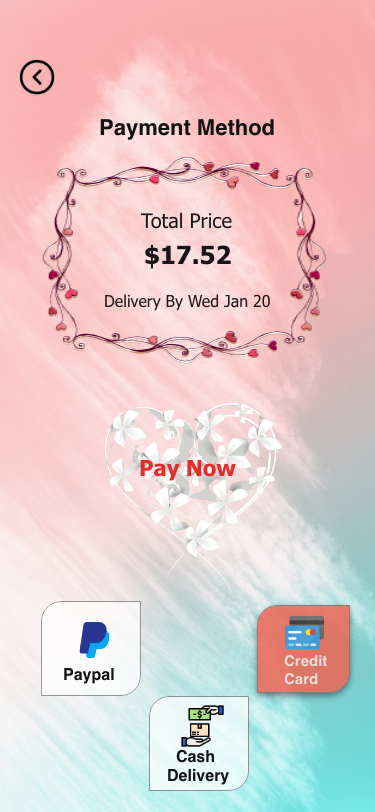 Payment Method
Total Price
$17.52
Delivery By Wed Jan 20
Pay Now
Paypal
Credit
Card
Cash
Delivery